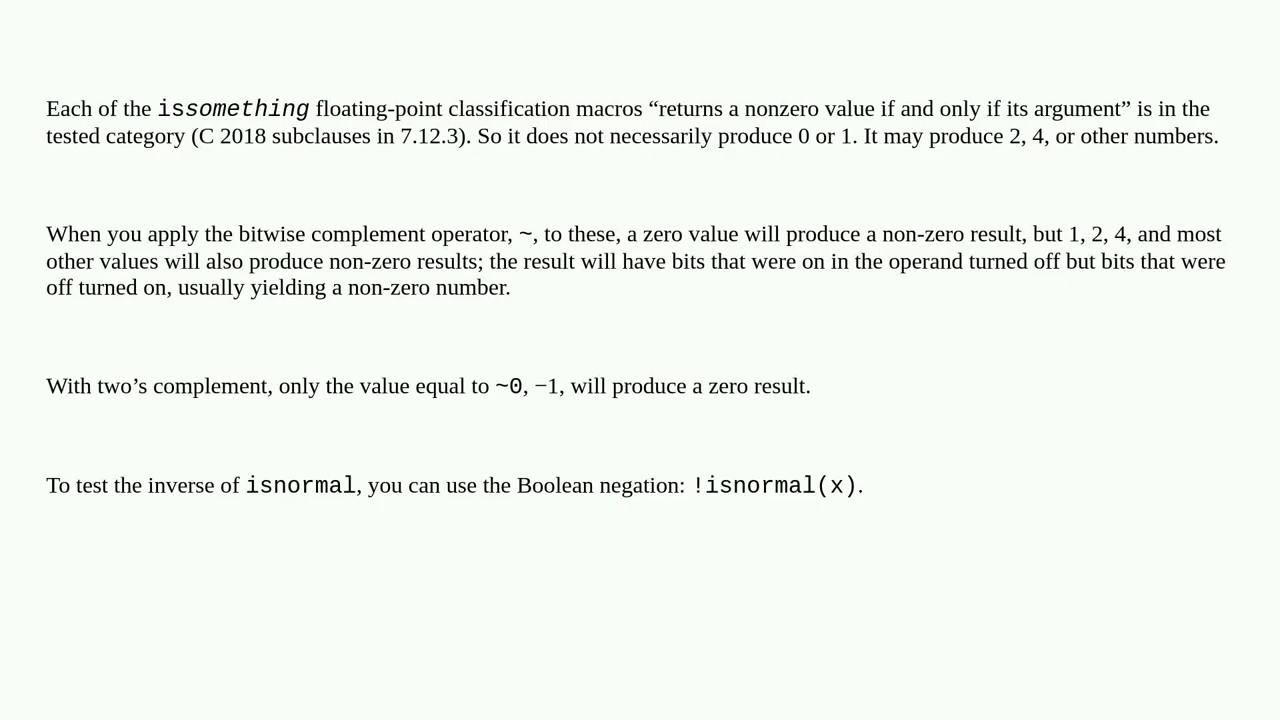 Each of the issomething floating-point classification macros “returns a nonzero value if and only if its argument” is in the
tested category (C 2018 subclauses in 7.12.3). So it does not necessarily produce 0 or 1. It may produce 2, 4, or other numbers.
When you apply the bitwise complement operator, ~, to these, a zero value will produce a non-zero result, but 1, 2, 4, and most
other values will also produce non-zero results; the result will have bits that were on in the operand turned off but bits that were
off turned on, usually yielding a non-zero number.
With two’s complement, only the value equal to ~0, −1, will produce a zero result.
To test the inverse of isnormal, you can use the Boolean negation: !isnormal(x).